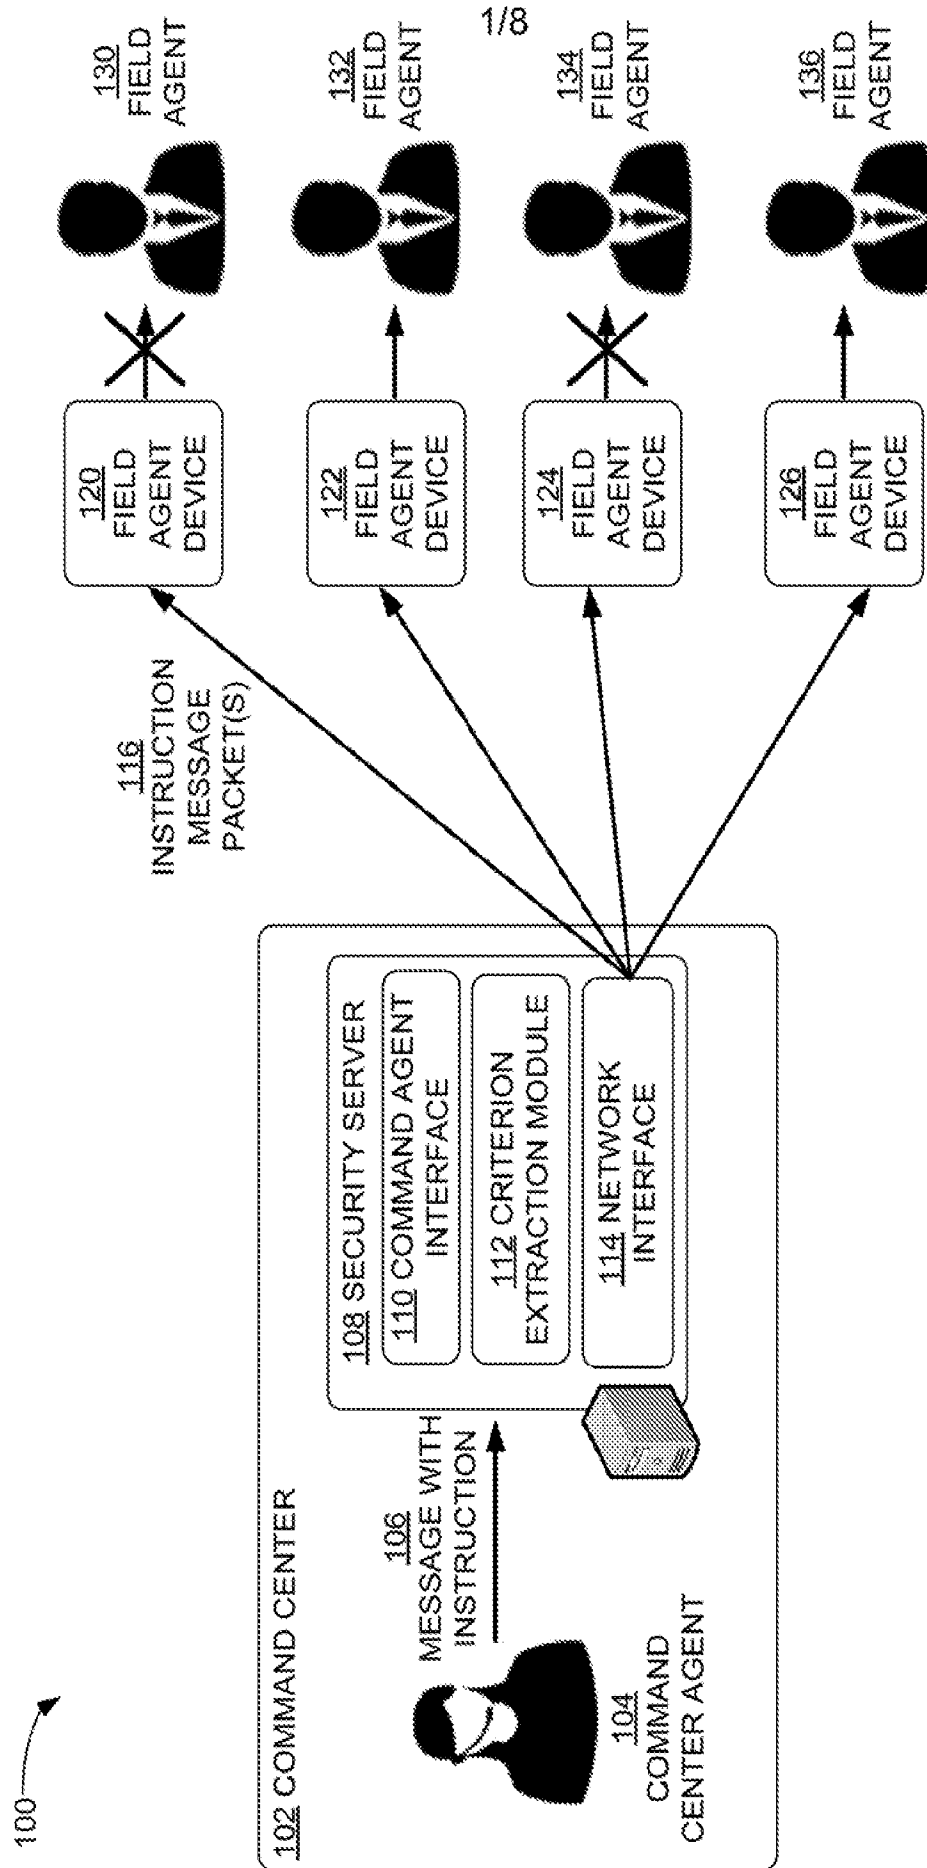 1/8
100
102 COMMAND CENTER
104
COMMAND
CENTER AGENT
106
MESSAGE WITH
INSTRUCTION
108 SECURITY SERVER
110 COMMAND AGENT
INTERFACE
112 CRITERION
EXTRACTION MODULE
114 NETWORK
INTERFACE
116
INSTRUCTION
MESSAGE
PACKET(S)
120
FIELD
AGENT
DEVICE
122
FIELD
AGENT
DEVICE
124
FIELD
AGENT
DEVICE
126
FIELD
AGENT
DEVICE
130
FIELD
AGENT
132
FIELD
AGENT
134
FIELD
AGENT
136
FIELD
AGENT